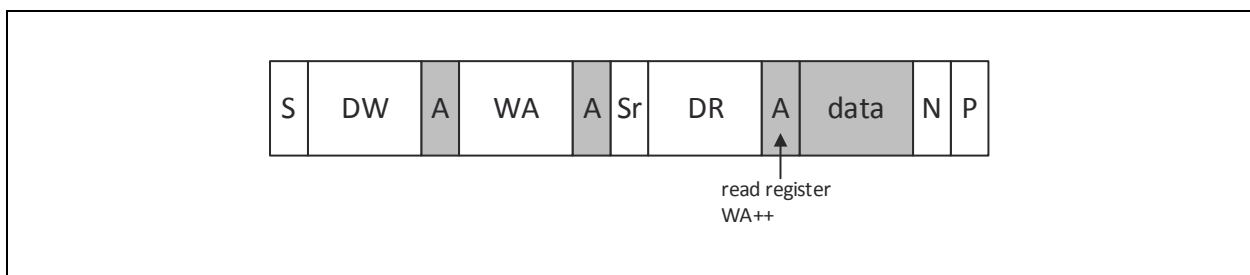 S DW A WA A Sr DR A data N P
read register
WA++